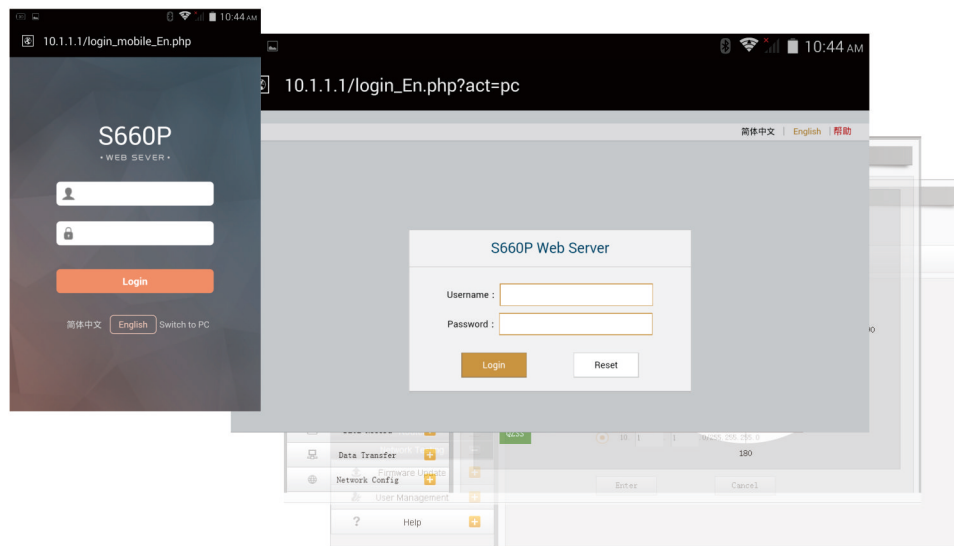 10:44 AM
10.1.1.1/login_mobile_En.php
S660P
• WEB SEVER •
Login
简体中文 English Switch to PC
10:44 AM
10.1.1.1/login_En.php?act=pc
简体中文 | English | 帮助
S660P Web Server
Username :
Password :
Login Reset
180
Data Transfer
Firmware Update
Network Config
Enter Cancel
User Management
? Help